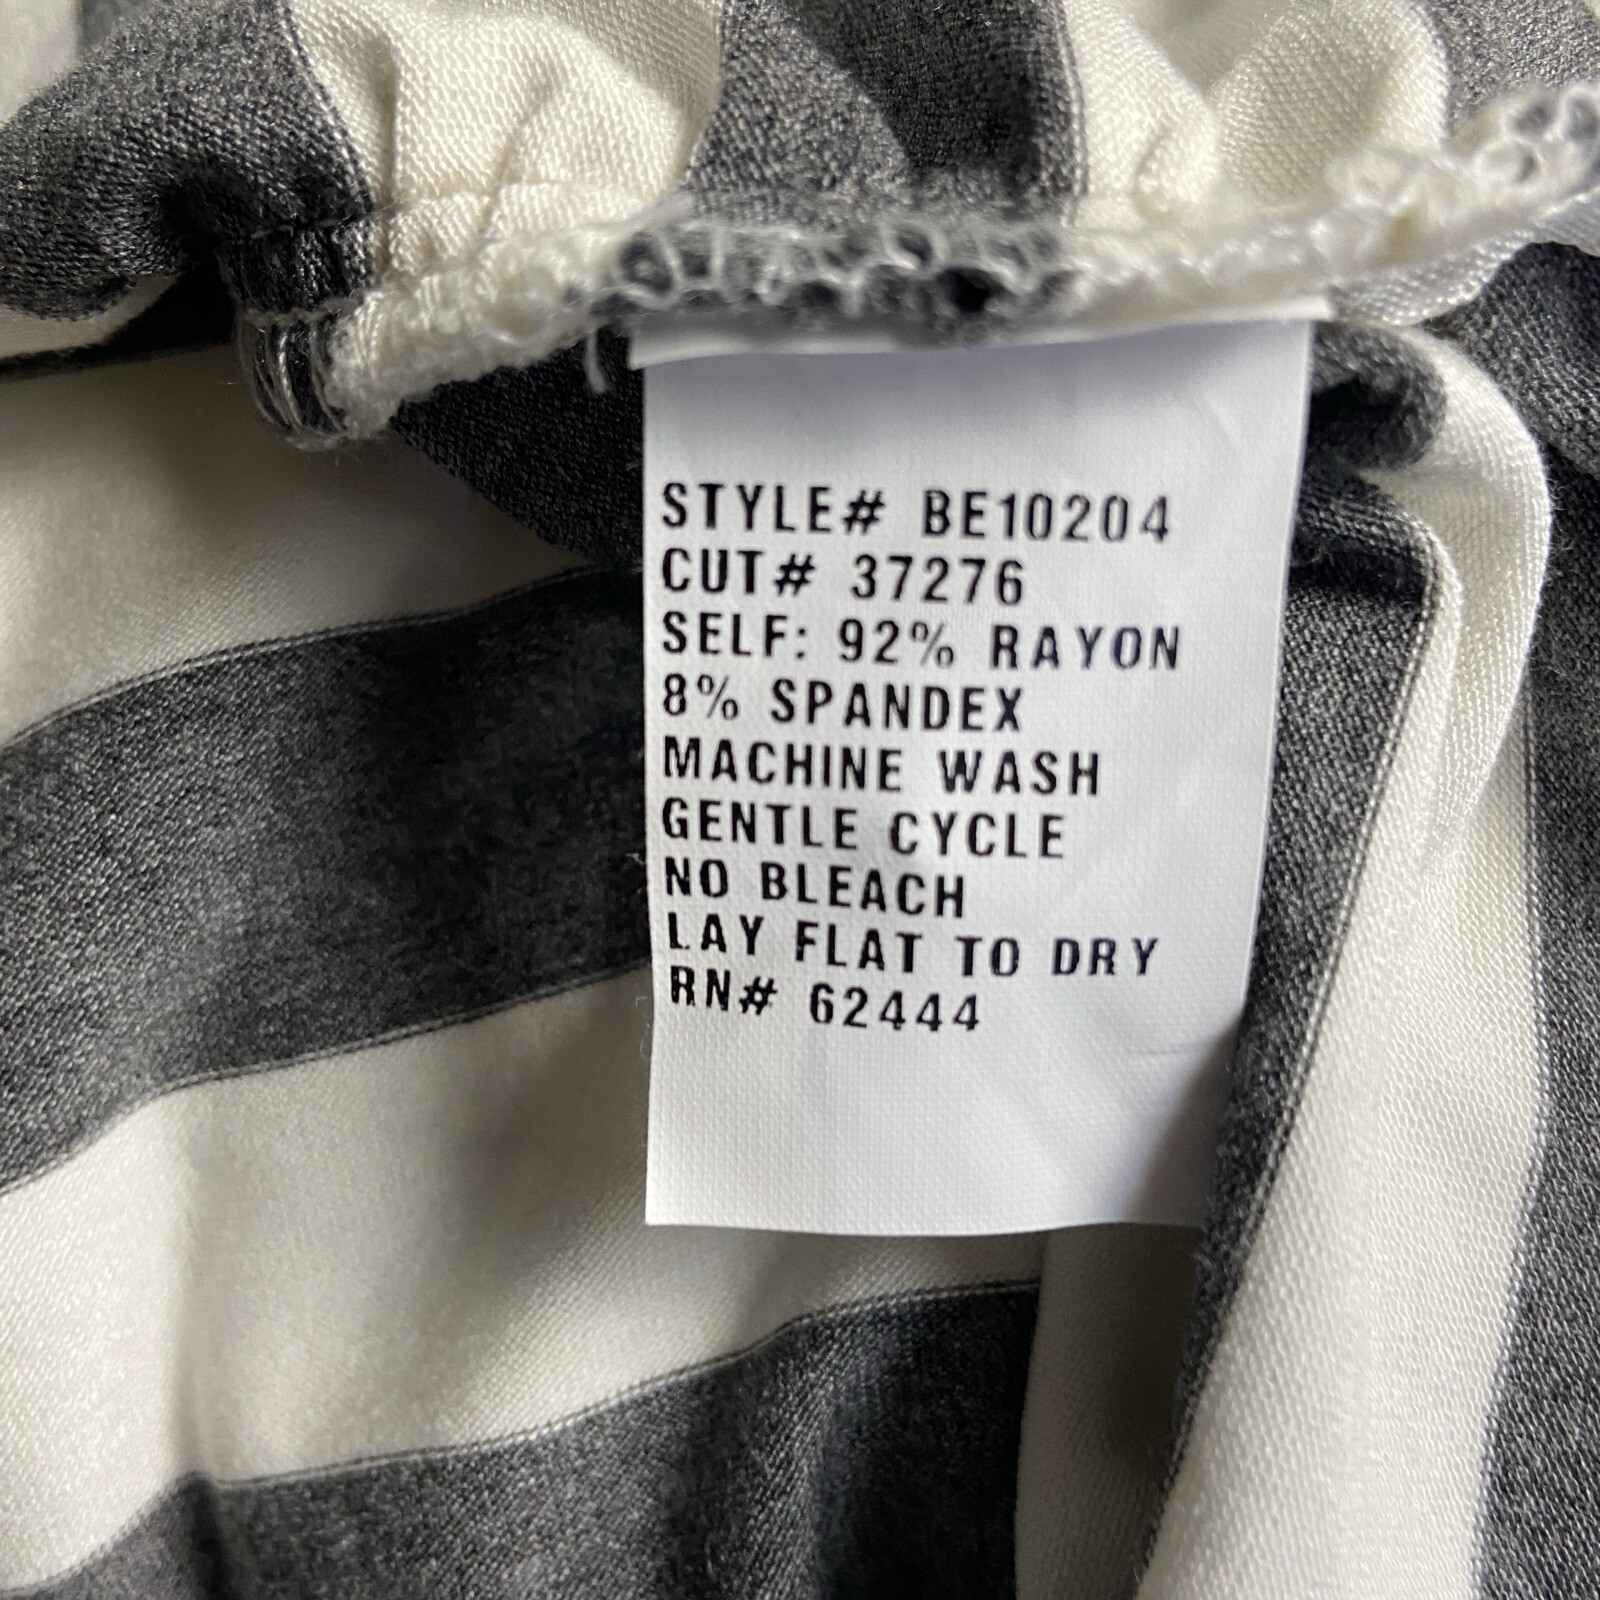 STYLE# BE10204
CUT# 37276
SELF: 92% RAYON
8% SPANDEX
MACHINE WASH
GENTLE CYCLE
NO BLEACH
LAY FLAT TO DRY
RN# 62444